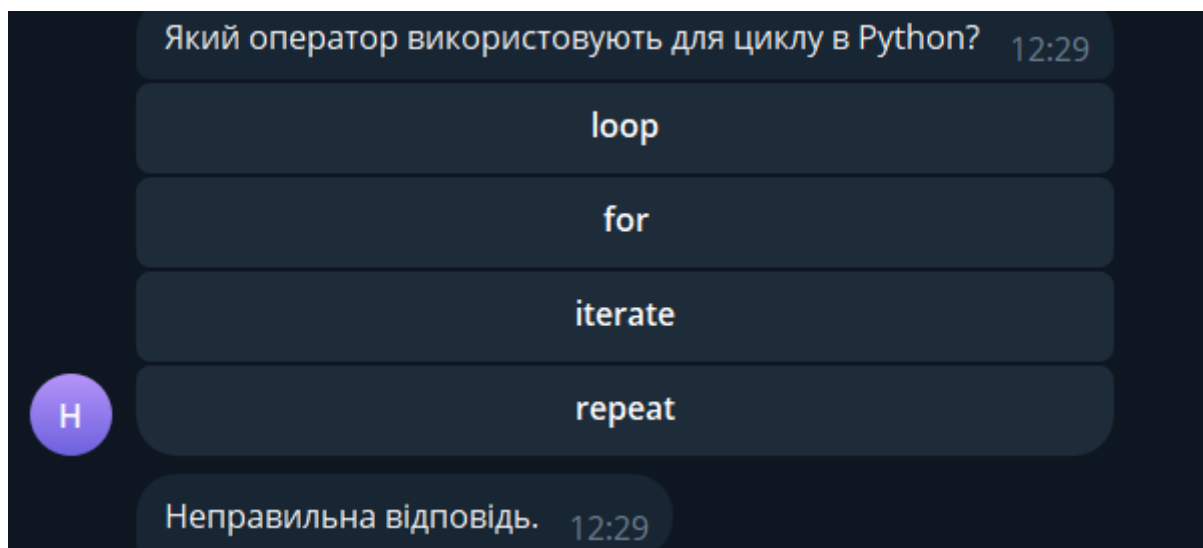 Який оператор використовують для циклу в Python? 12:29
loop
for
iterate
repeat
Н
Неправильна відповідь. 12:29